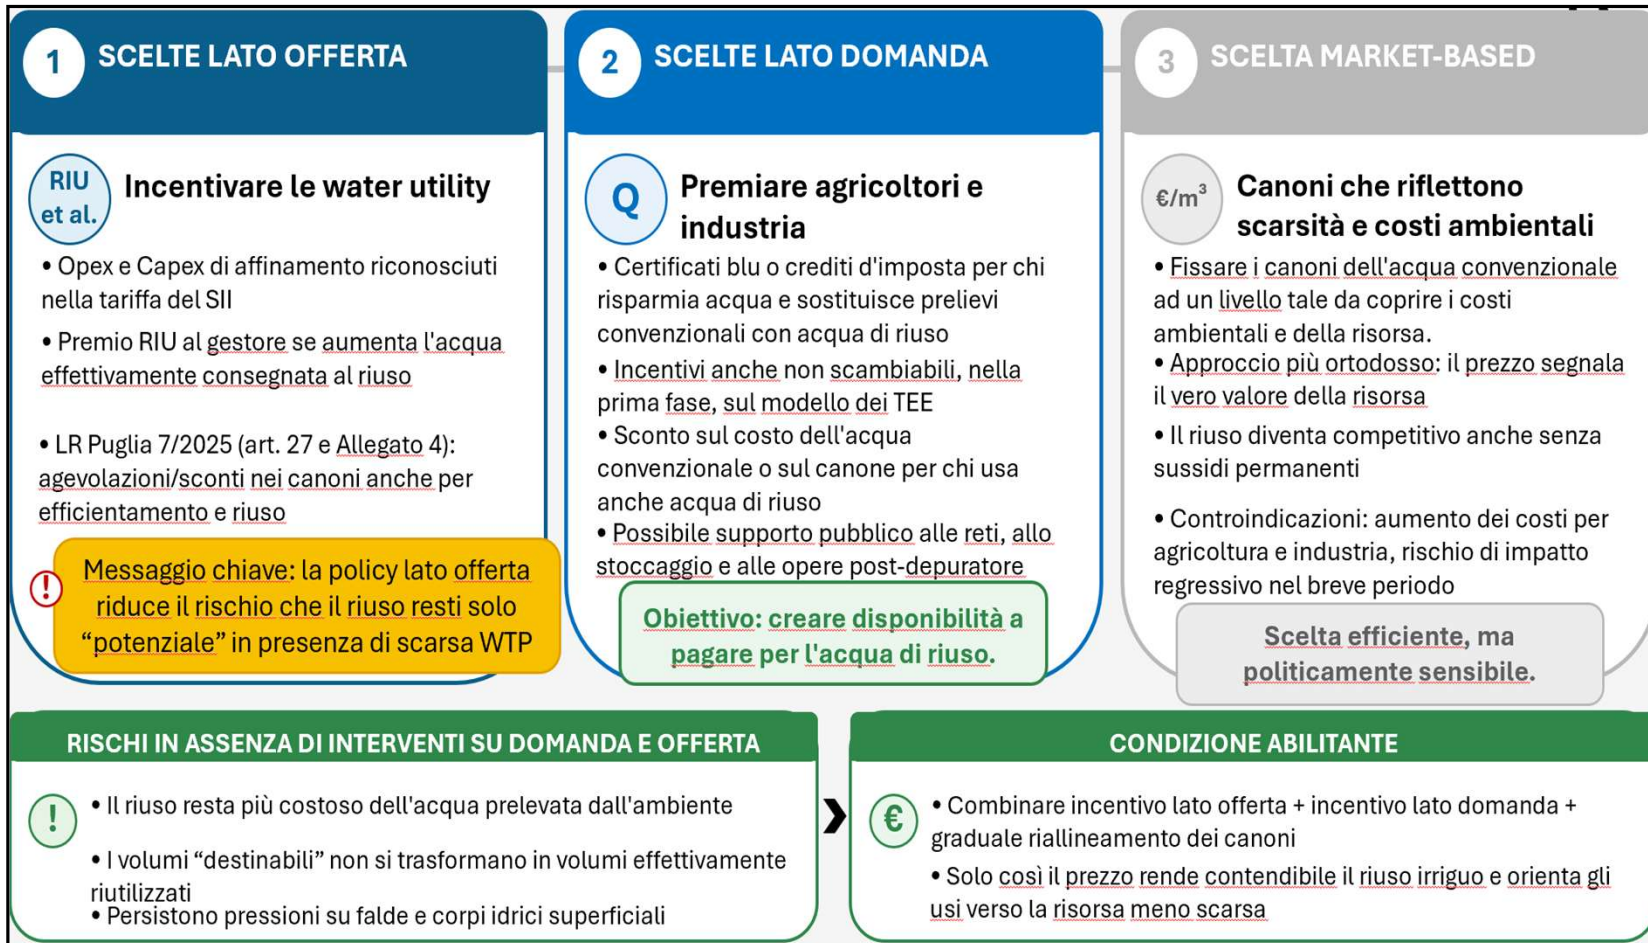 1 SCELTE LATO OFFERTA
RIU
et al.
Incentivare le water utility
• Opex e Capex di affinamento riconosciuti
nella tariffa del SII
• Premio RIU al gestore se aumenta l'acqua
effettivamente consegnata al riuso
• LR Puglia 7/2025 (art. 27 e Allegato 4):
agevolazioni/sconti nei canoni anche per
efficientamento e riuso
!
Messaggio chiave: la policy lato offerta
riduce il rischio che il riuso resti solo
“potenziale” in presenza di scarsa WTP
2 SCELTE LATO DOMANDA
Q
Premiare agricoltori e
industria
• Certificati blu o crediti d'imposta per chi
risparmia acqua e sostituisce prelievi
convenzionali con acqua di riuso
• Incentivi anche non scambiabili, nella
prima fase, sul modello dei TEE
• Sconto sul costo dell'acqua
convenzionale o sul canone per chi usa
anche acqua di riuso
• Possibile supporto pubblico alle reti, allo
stoccaggio e alle opere post-depuratore
Obiettivo: creare disponibilità a
pagare per l'acqua di riuso.
3 SCELTA MARKET-BASED
€/m³
Canoni che riflettono
scarsità e costi ambientali
• Fissare i canoni dell'acqua convenzionale
ad un livello tale da coprire i costi
ambientali e della risorsa.
• Approccio più ortodosso: il prezzo segnala
il vero valore della risorsa
• Il riuso diventa competitivo anche senza
sussidi permanenti
• Controindicazioni: aumento dei costi per
agricoltura e industria, rischio di impatto
regressivo nel breve periodo
Scelta efficiente, ma
politicamente sensibile.
RISCHI IN ASSENZA DI INTERVENTI SU DOMANDA E OFFERTA
!
• Il riuso resta più costoso dell'acqua prelevata dall'ambiente
• I volumi “destinabili” non si trasformano in volumi effettivamente
riutilizzati
• Persistono pressioni su falde e corpi idrici superficiali
CONDIZIONE ABILITANTE
€
• Combinare incentivo lato offerta + incentivo lato domanda +
graduale riallineamento dei canoni
• Solo così il prezzo rende contendibile il riuso irriguo e orienta gli
usi verso la risorsa meno scarsa